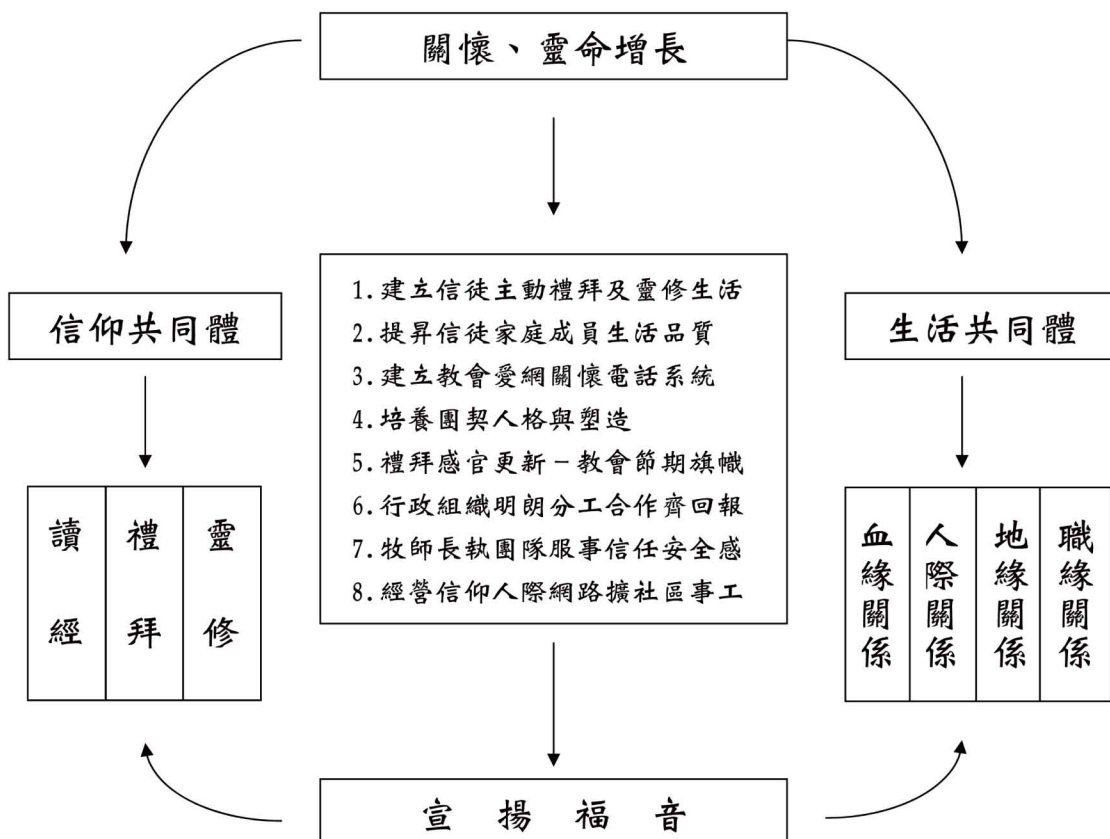 關懷、靈命增長
信仰共同體
讀經
禮拜
靈修
1.建立信徒主動禮拜及靈修生活
2.提昇信徒家庭成員生活品質
3.建立教會愛網關懷電話系統
4.培養團契人格與塑造
5.禮拜感官更新－教會節期旗幟
6.行政組織明朗分工合作齊回報
7.牧師長執團隊服事信任安全感
8.經營信仰人際網路擴社區事工
生活共同體
血緣關係
人際關係
地緣關係
職緣關係
宣揚福音